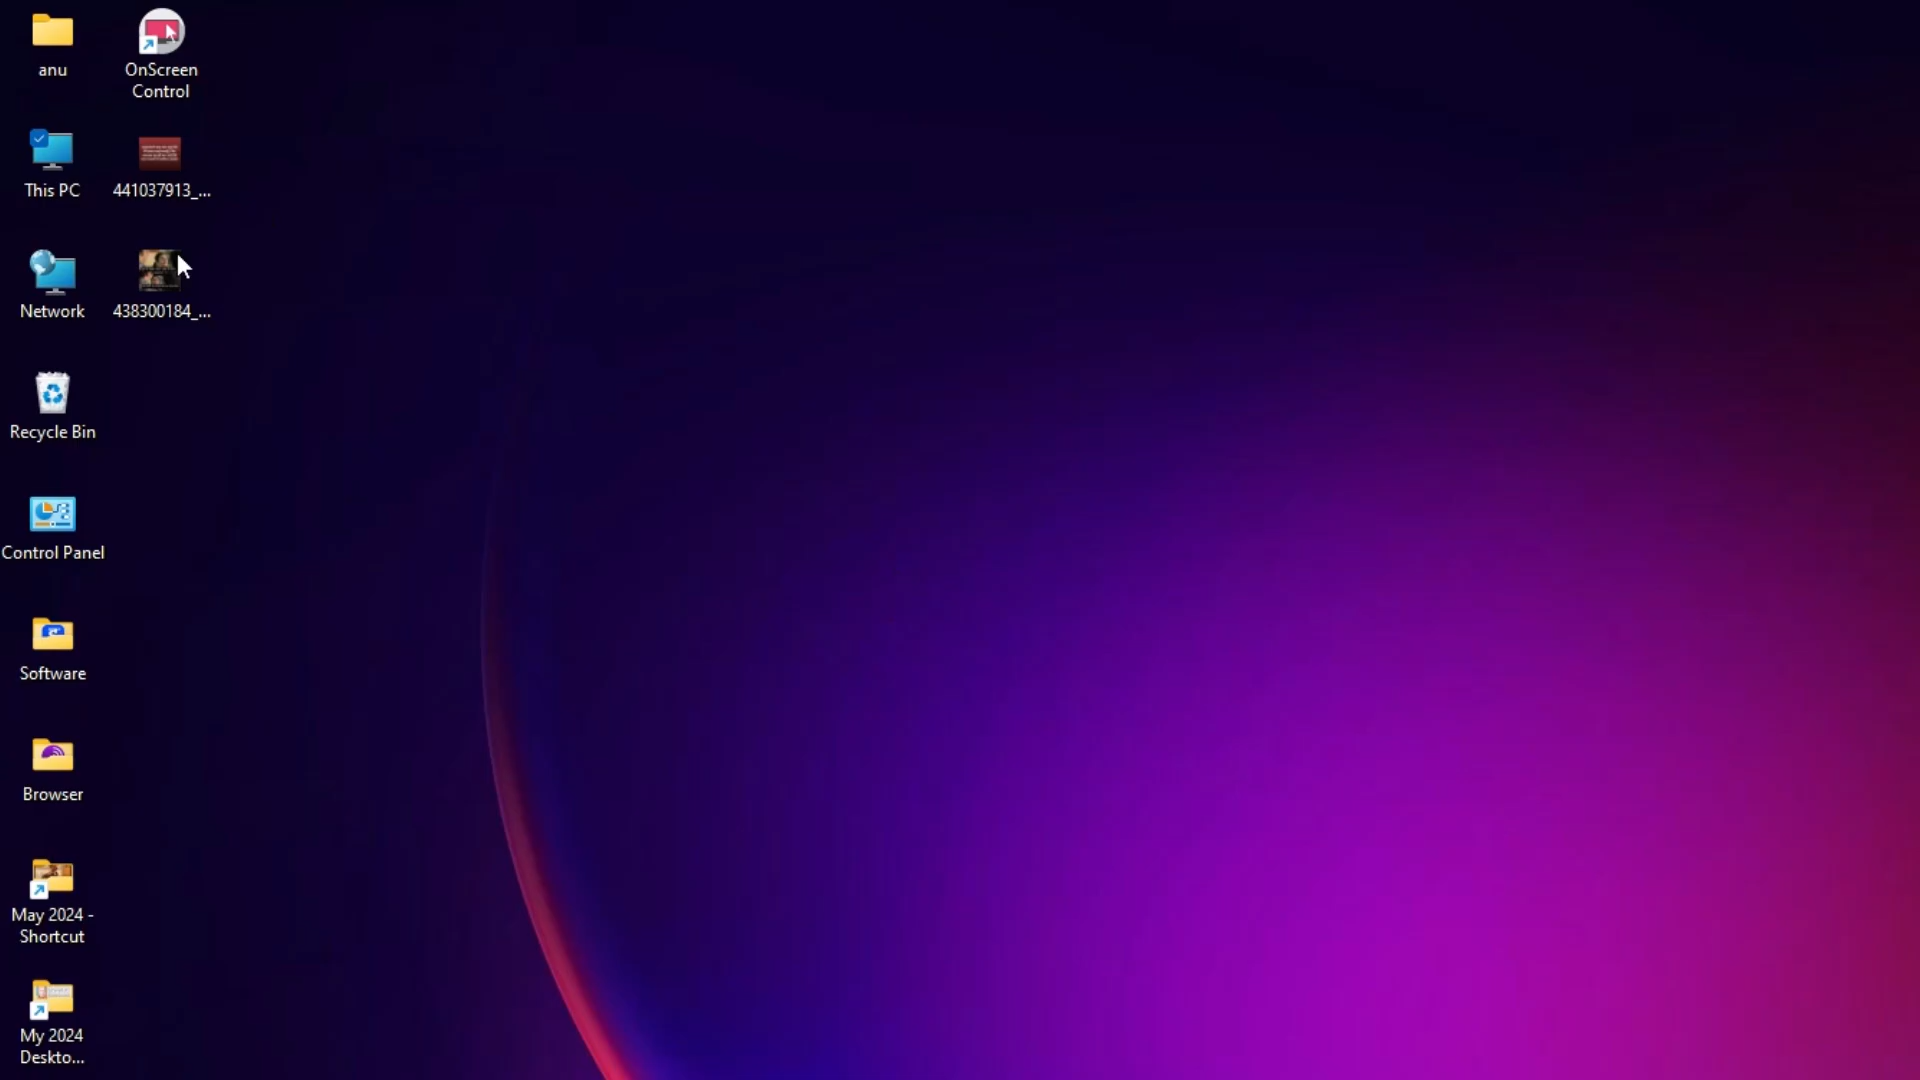 anu
This PC
Network
Recycle Bin
Control Panel
Software
Browser
May 2024 -
Shortcut
My 2024
Deskto...
OnScreen
Control
441037913_...
438300184_...